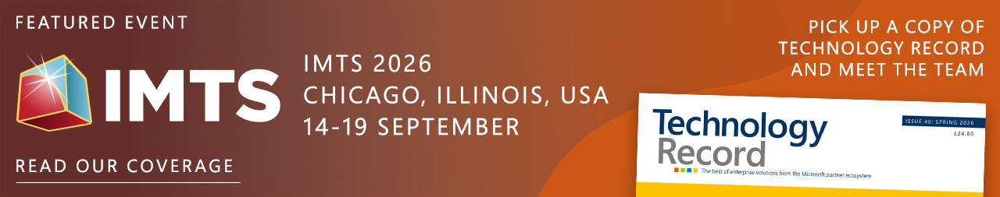 FEATURED EVENT
IMTS
IMTS 2026
CHICAGO, ILLINOIS, USA
14-19 SEPTEMBER
READ OUR COVERAGE
PICK UP A COPY OF
TECHNOLOGY RECORD
AND MEET THE TEAM
Technology
Record
The best of enterprise solutions from the Microsoft partner ecosystem
ISSUE 40: SPRING 2026
£24.00